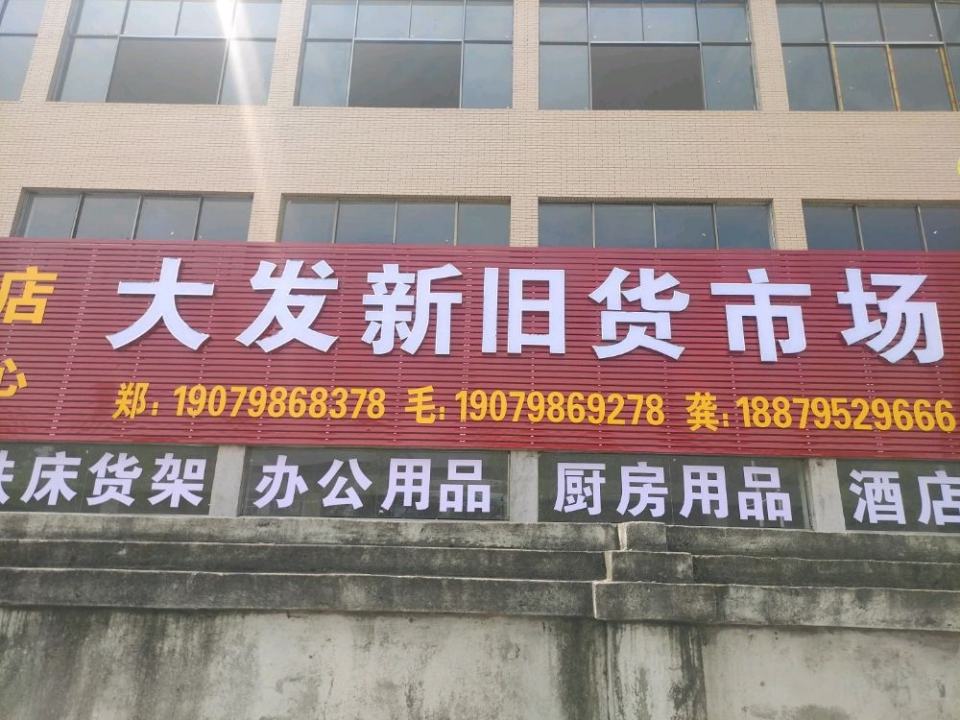 店 大发新旧货市场
心 郑:19079868378 毛:19079869278 龚:18879529666
铁床货架 办公用品 厨房用品 酒店